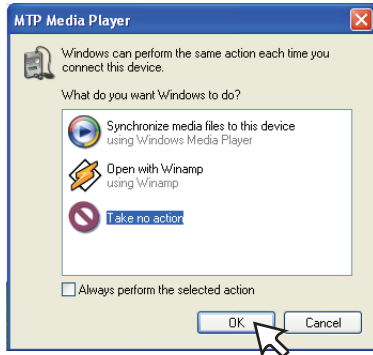 MTP Media Player
Windows can perform the same action each time you
connect this device.
What do you want Windows to do?
Synchronize media files to this device
using Windows Media Player
Open with Winamp
using Winamp
Take no action
Always perform the selected action
OK
Cancel